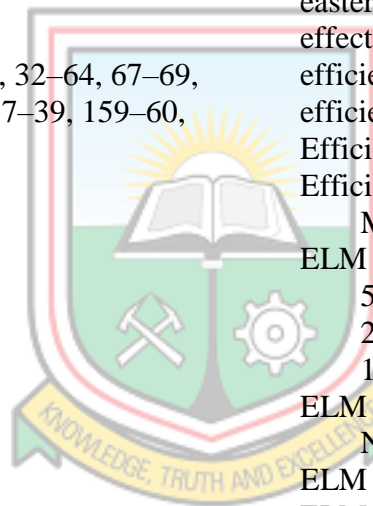 , 32–64, 67–69,
7–39, 159–60,
easter
effect
efficie
efficie
Effici
Effici
M
ELM
5
2
1
ELM
N
ELM
KNOWLEDGE, TRUTH AND EXCELLENCE